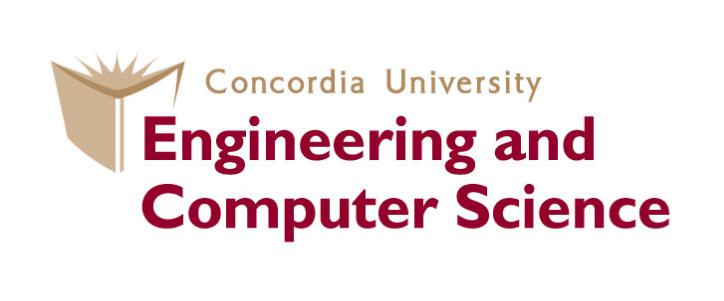 Concordia University
Engineering and
Computer Science